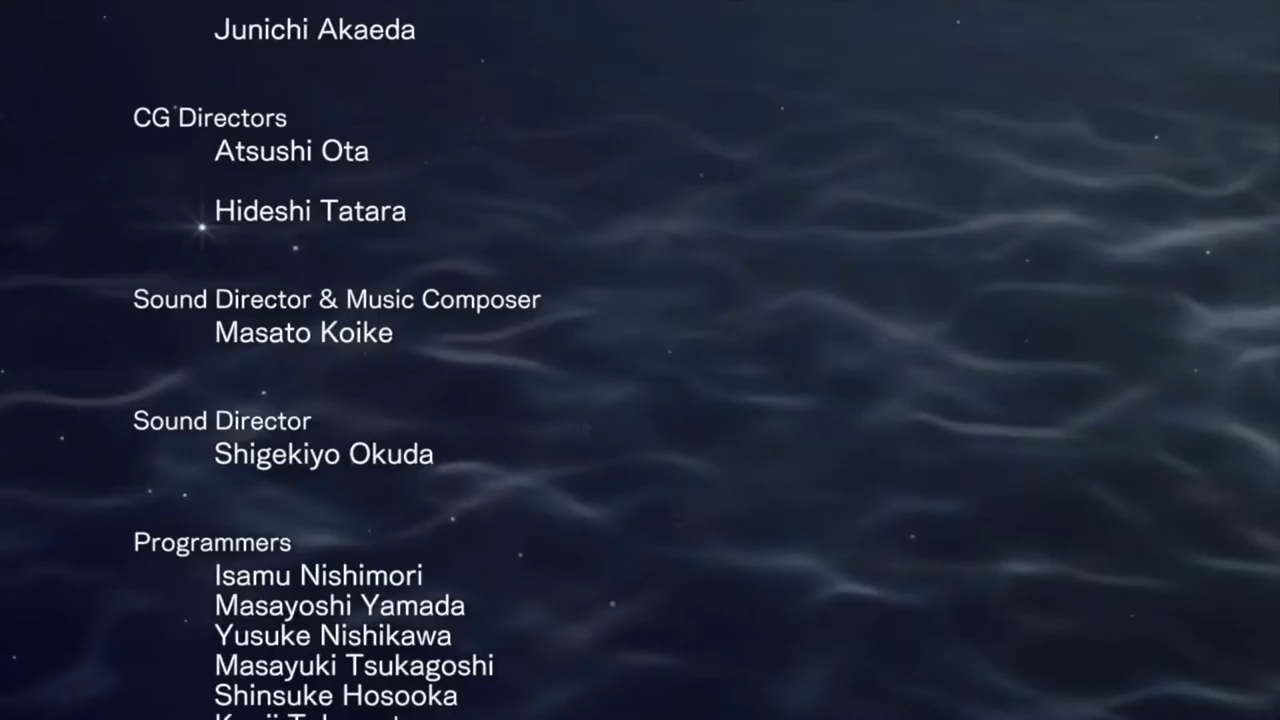 Junichi Akaeda
CG Directors
Atsushi Ota
Hideshi Tatara
Sound Director & Music Composer
Masato Koike
Sound Director
Shigekiyo Okuda
Programmers
Isamu Nishimori
Masayoshi Yamada
Yusuke Nishikawa
Masayuki Tsukagoshi
Shinsuke Hosooka